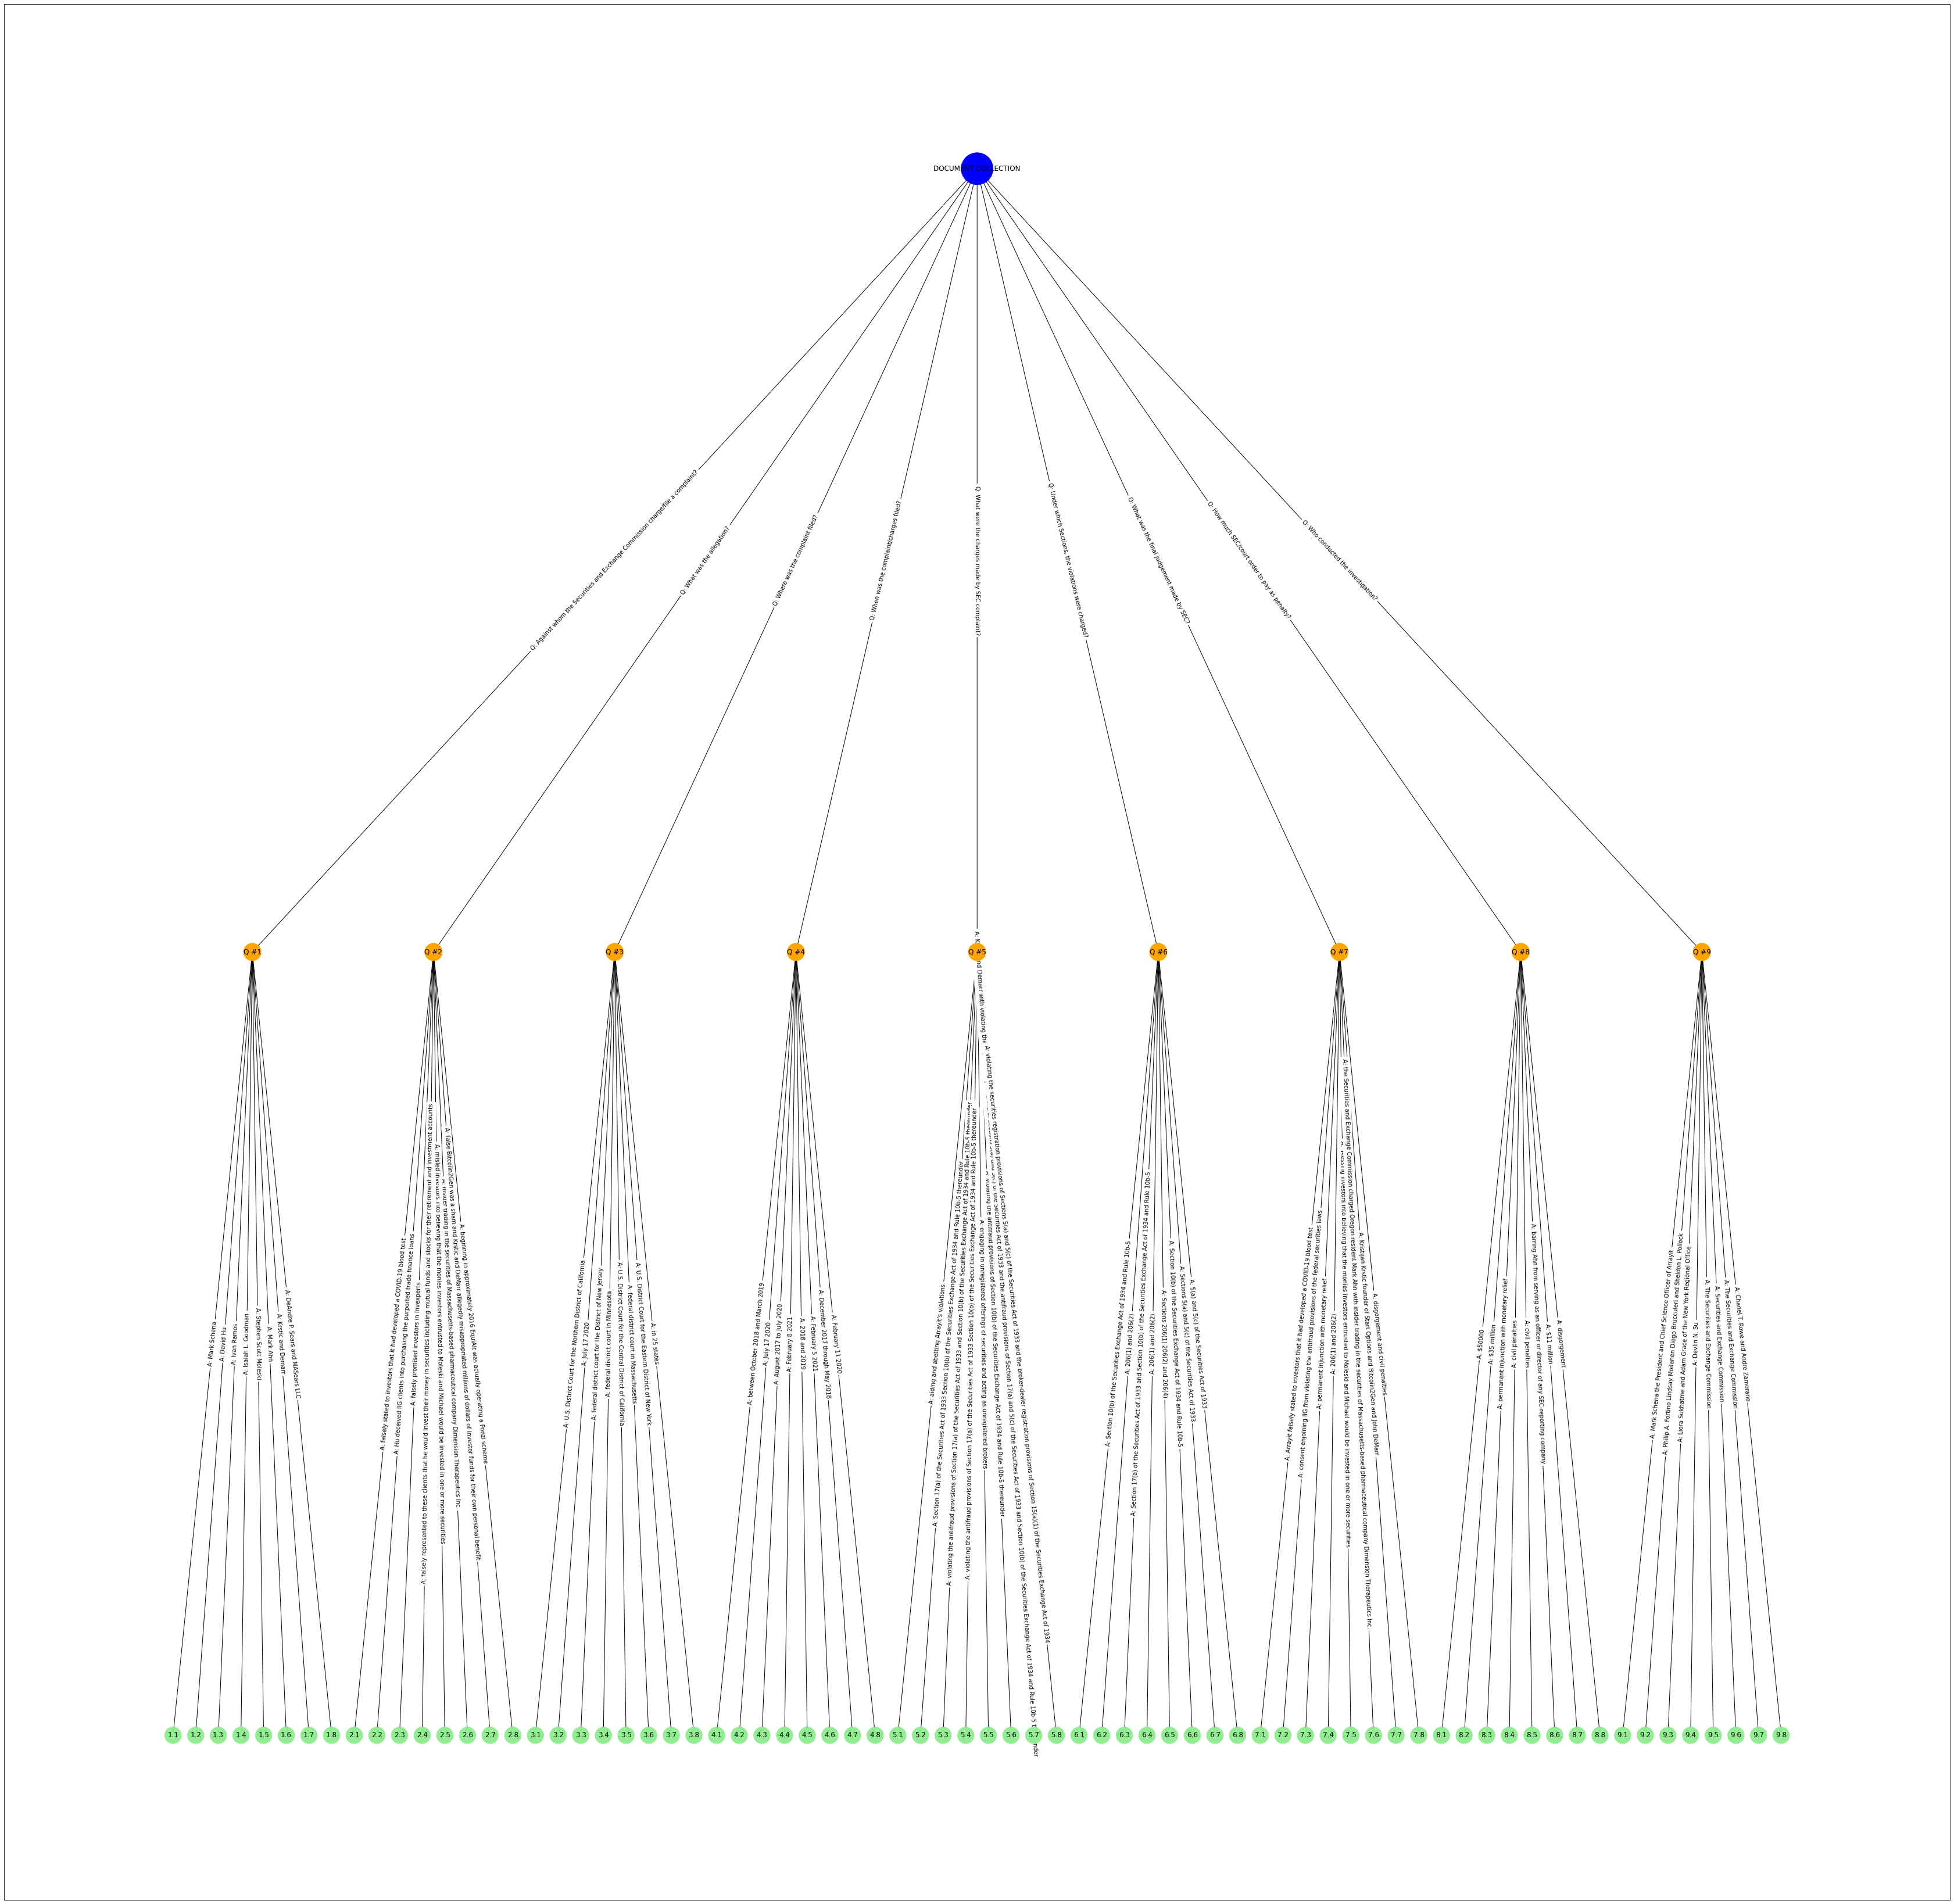 DOCUMENT COLLECTION
Q: Against whom the Securities and Exchange Commission charge/file a complaint?
Q: What was the allegation?
Q: Where was the complaint filed?
Q: When was the complaint/charges filed?
Q: What were the charges made by SEC complaint?
Q: Under which Sections, the violations were charged?
Q: What was the final judgement made by SEC?
Q: How much SEC/court order to pay as penalty?
Q: Who conducted the investigation?
Q #1
Q #2
Q #3
Q #4
Q #5
Q #6
Q #7
Q #8
Q #9
A: Mark Schena
A: David Hu
A: Ivan Ramos
A: Isaiah L. Goodman
A: Stephen Scott Moleski
A: Mark Ahn
A: Krstic and Demarr
A: DeAndre P. Sears and MASears LLC
A: falsely stated to investors that it had developed a COVID-19 blood test
A: Hu deceived IIG clients into purchasing the purported trade finance loans
A: falsely promised investors in Invexperts
A: falsely represented to these clients that he would invest their money in securities including mutual funds and stocks for their retirement and investment accounts
A: misled investors into believing that the monies investors entrusted to Moleski and Michael would be invested in one or more securities
A: insider trading in the securities of Massachusetts-based pharmaceutical company Dimension Therapeutics Inc.
A: false Bitcoiin2Gen was a sham and Krstic and DeMarr allegedly misappropriated millions of dollars of investor funds for their own personal benefit
A: beginning in approximately 2016 EquiAlt was actually operating a Ponzi scheme
A: U.S. District Court for the Northern District of California
A: July 17 2020
A: federal district court for the District of New Jersey
A: federal district court in Minnesota
A: U.S. District Court for the Central District of California
A: federal district court in Massachusetts
A: U.S. District Court for the Eastern District of New York
A: in 25 states
A: between October 2018 and March 2019
A: July 17 2020
A: August 2017 to July 2020
A: February 8 2021
A: 2018 and 2019
A: February 5 2021
A: December 2017 through May 2018
A: February 11 2020
A: aiding and abetting Arrayit's violations
A: Section 17(a) of the Securities Act of 1933 Section 10(b) of the Securities Exchange Act of 1934 and Rule 10b-5 thereunder
A: violating the antifraud provisions of Section 17(a) of the Securities Act of 1933 and Section 10(b) of the Securities Exchange Act of 1934 and Rule 10b-5 thereunder
A: violating the antifraud provisions of Section 17(a) of the Securities Act of 1933 Section 10(b) of the Securities Exchange Act of 1934 and Rule 10b-5 thereunder
A: engaging in unregistered offerings of securities and acting as unregistered brokers
A: violating the antifraud provisions of Section 10(b) of the Securities Exchange Act of 1934 and Rule 10b-5 thereunder
and Demarr with violating the
of the Securities Act of 1933 and the antifraud provisions of Section 17(a) and 5(c) of the Securities Act of 1933 and Section 10(b) of the Securities Exchange Act of 1934 and Rule 10b-5
A: violating the securities registration provisions of Sections 5(a) and 5(c) of the Securities Act of 1933 and the broker-dealer registration provisions of Section 15(a)(1) of the Securities Exchange Act of 1934
A: Section 10(b) of the Securities Exchange Act of 1934 and Rule 10b-5
A: 206(1) and 206(2)
A: Section 17(a) of the Securities Act of 1933 and Section 10(b) of the Securities Exchange Act of 1934 and Rule 10b-5
A: 206(1) and 206(2)
A: Sections 206(1) 206(2) and 206(4)
A: Section 10(b) of the Securities Exchange Act of 1934 and Rule 10b-5
A: Sections 5(a) and 5(c) of the Securities Act of 1933
A: 5(a) and 5(c) of the Securities Act of 1933
A: Arrayit falsely stated to investors that it had developed a COVID-19 blood test
A: consent enjoining IIG from violating the antifraud provisions of the federal securities laws
A: permanent injunction with monetary relief
A: 206(1) and 206(2)
investors into believing that the monies investors entrusted to Moleski and Michael would be invested in one or more securities
A: the Securities and Exchange Commission charged Oregon resident Mark Ahn with insider trading in the securities of Massachusetts-based pharmaceutical company Dimension Therapeutics Inc.
A: Kristijan Krstic founder of Start Options and Bitcoiin2Gen and John DeMarr
A: disgorgement and civil penalties
A: $50000
A: $35 million
A: permanent injunction with monetary relief
A: civil penalties
A: barring Ahn from serving as an officer or director of any SEC-reporting company
A: civil penalties
A: $11 million
A: disgorgement
A: Mark Schena the President and Chief Science Officer of Arrayit
A: Philip A. Fortino Lindsay Moilanen Diego Brucculeri and Sheldon L. Pollock
A: Liora Sukhatme and Adam Grace of the New York Regional Office
A: Devlin N. Su
A: The Securities and Exchange Commission
A: Securities and Exchange Commission
A: The Securities and Exchange Commission
A: Chanel T. Rowe and Andre Zamorano
1.1
1.2
1.3
1.4
1.5
1.6
1.7
1.8
2.1
2.2
2.3
2.4
2.5
2.6
2.7
2.8
3.1
3.2
3.3
3.4
3.5
3.6
3.7
3.8
4.1
4.2
4.3
4.4
4.5
4.6
4.7
4.8
5.1
5.2
5.3
5.4
5.5
5.6
5.7
5.8
6.1
6.2
6.3
6.4
6.5
6.6
6.7
6.8
7.1
7.2
7.3
7.4
7.5
7.6
7.7
7.8
8.1
8.2
8.3
8.4
8.5
8.6
8.7
8.8
9.1
9.2
9.3
9.4
9.5
9.6
9.7
9.8